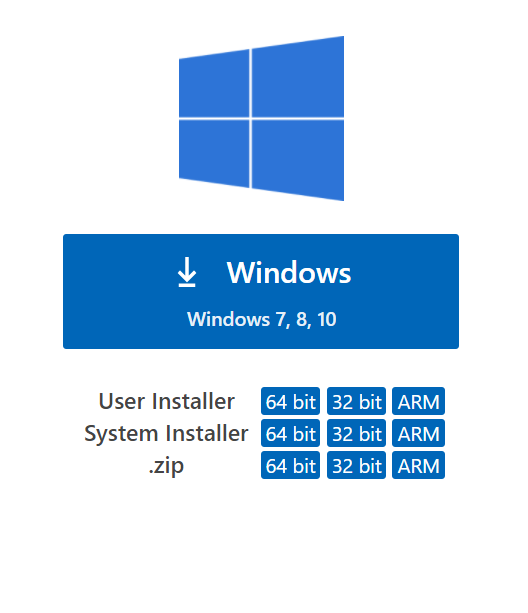 Windows
Windows 7, 8, 10
User Installer 64 bit 32 bit ARM
System Installer 64 bit 32 bit ARM
.zip 64 bit 32 bit ARM